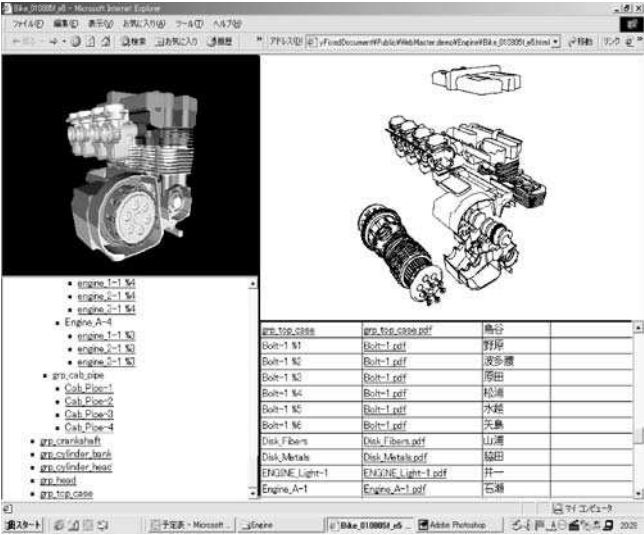 Bike_010805f_e5 - Microsoft Internet Explorer
ファイル(F) 編集(E) 表示(V) お気に入り(A) ツール(T) ヘルプ(H)
検索 お気に入り 履歴 アドレス(D) 移動 リンク
engine_1-1 %4
engine_2-1 %4
engine_3-1 %4
Engine_A-4
engine_1-1 %3
engine_2-1 %3
engine_3-1 %3
grp_cab_pipe
Cab_Pipe-1
Cab_Pipe-2
Cab_Pipe-3
Cab_Pipe-4
grp_crankshaft
grp_cylinder_bank
grp_cylinder_head
grp_head
grp_top_case
grp_top_case grp_top_case.pdf 鳥谷
Bolt-1 %1 Bolt-1.pdf 野原
Bolt-1 %2 Bolt-1.pdf 波多腰
Bolt-1 %3 Bolt-1.pdf 原田
Bolt-1 %4 Bolt-1.pdf 松浦
Bolt-1 %5 Bolt-1.pdf 水越
Bolt-1 %6 Bolt-1.pdf 矢島
Disk_Fibers Disk_Fibers.pdf 山浦
Disk_Metals Disk_Metals.pdf 脇田
ENGINE_Light-1 ENGINE_Light-1.pdf 井一
Engine_A-1 Engine_A-1.pdf 石瀬
マイ コンピュータ
スタート 予定表 - Microsoft ... Engine Bike_010805f_e5 ... Adobe Photoshop 20:28